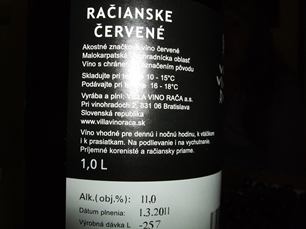 RAČIANSKE
ČERVENÉ
Akostné značkové víno červené
Malokarpatská vinohradnícka oblasť
Víno s chráneným označením pôvodu
Skladujte pri teplote 10 - 15°C
Podávajte pri teplote 16 - 18°C
Vyrába a plní: VILLA VINO RAČA a.s.
Pri vinohradoch 2, 831 06 Bratislava
Slovenská republika
www.villavinoraca.sk
Víno vhodné pre dennú i nočnú hodinu, k vtáčikom
i k prasiatkam. Na podlievanie i na vychutnanie.
Príjemne korenisté a račiansky priame.
1,0 L
Alk.(obj.%): 11.0
Dátum plnenia: 1.3.2011
Výrobná dávka L -257